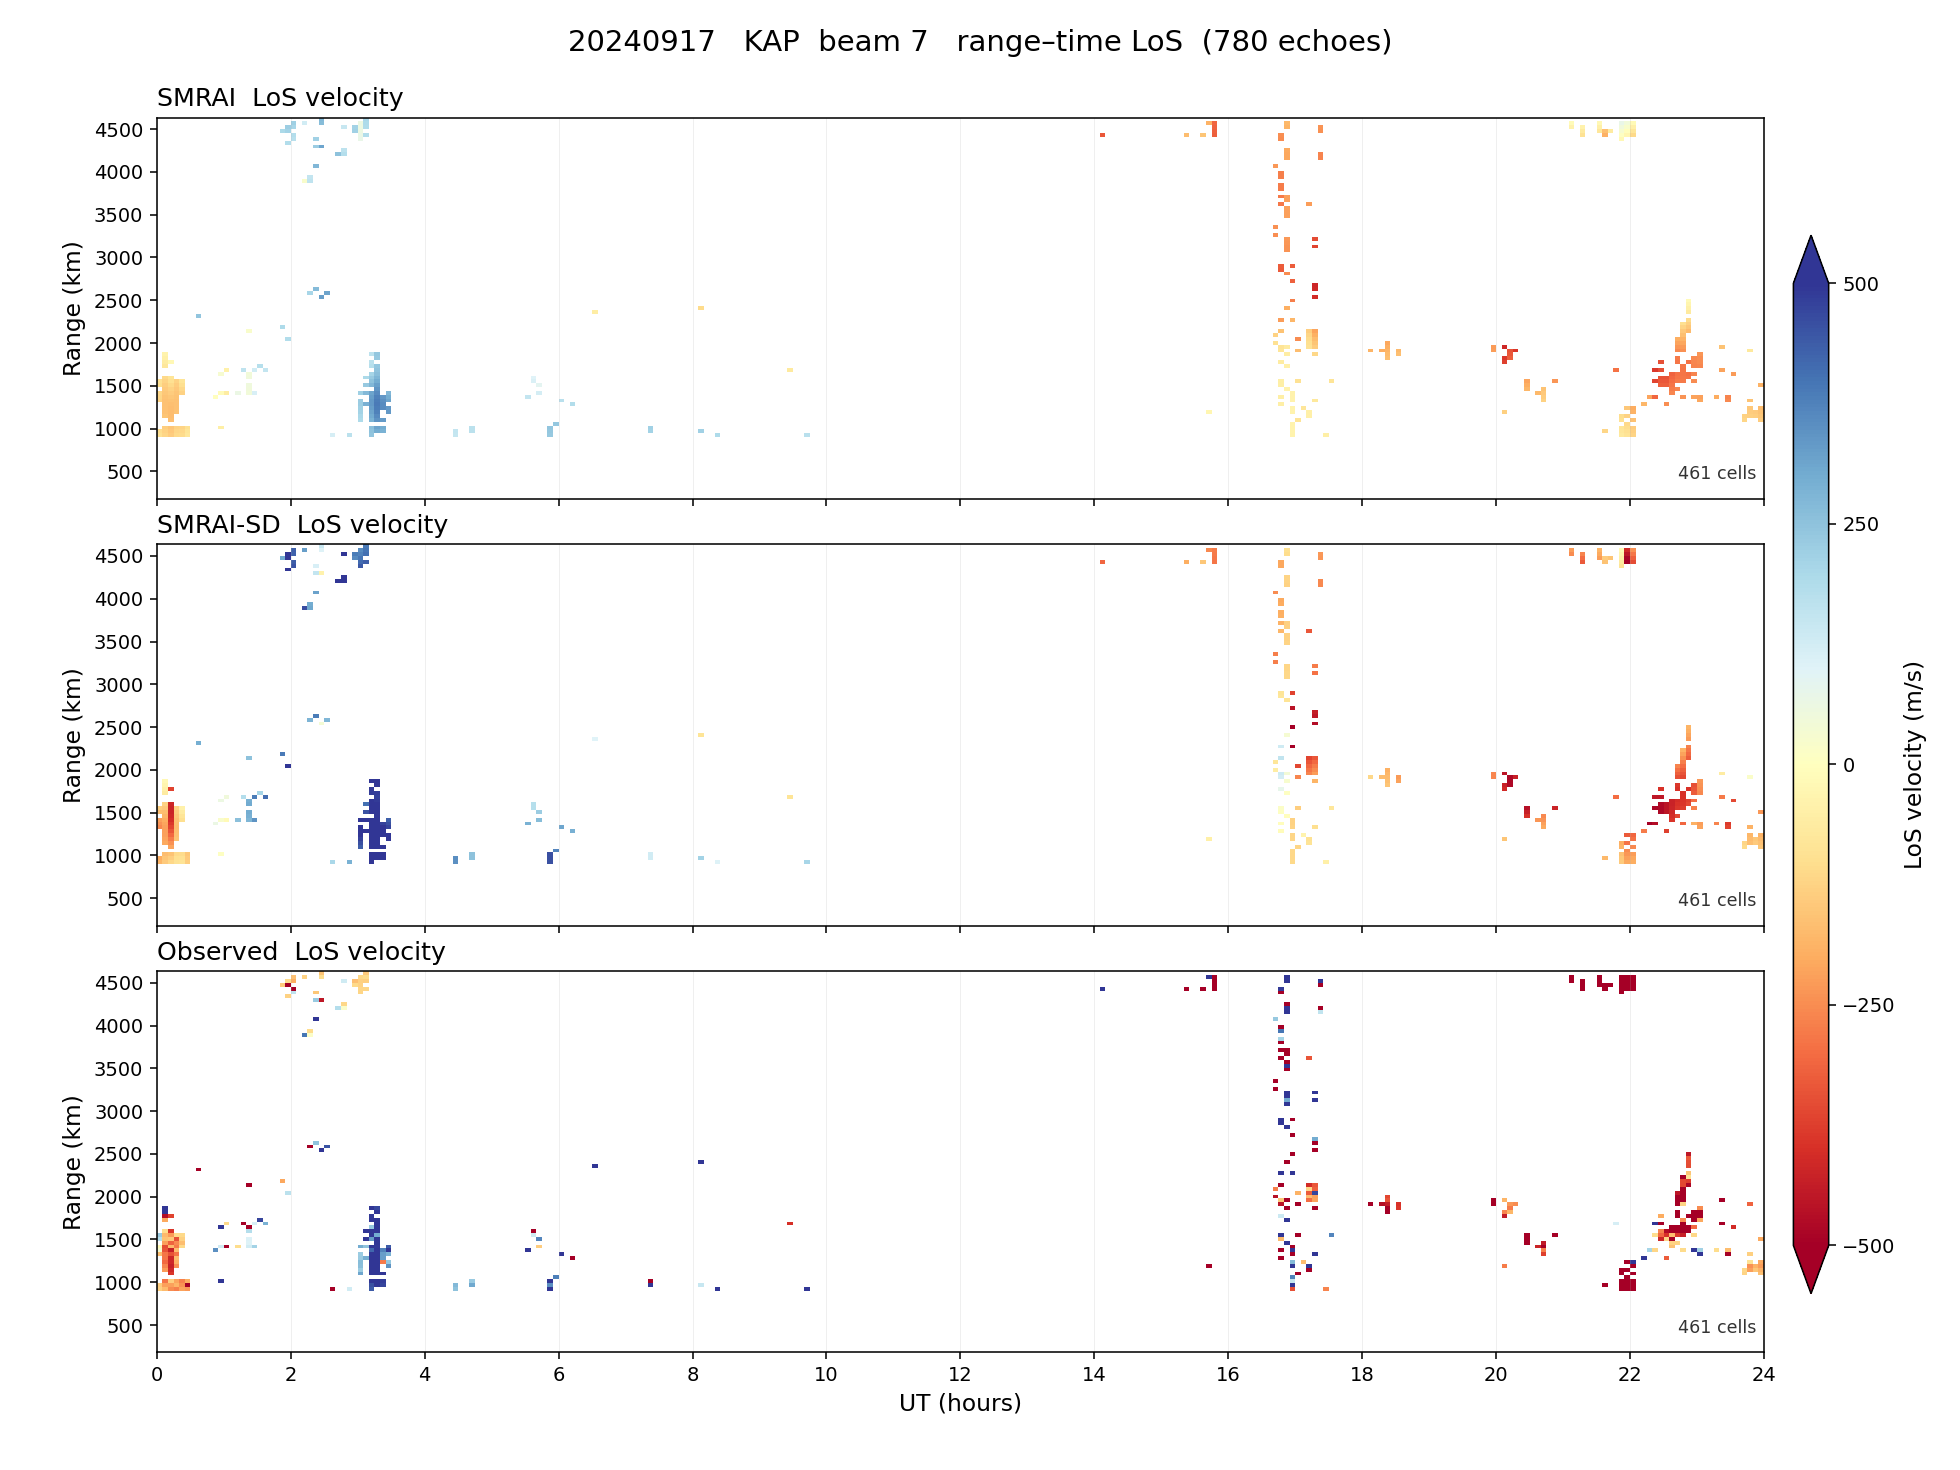 20240917   KAP  beam 7   range–time LoS  (780 echoes)
SMRAI  LoS velocity
4500
4000
3500
3000
2500
2000
1500
1000
500
Range (km)
461 cells
SMRAI-SD  LoS velocity
4500
4000
3500
3000
2500
2000
1500
1000
500
Range (km)
461 cells
Observed  LoS velocity
4500
4000
3500
3000
2500
2000
1500
1000
500
Range (km)
461 cells
0 2 4 6 8 10 12 14 16 18 20 22 24
UT (hours)
500
250
0
−250
−500
LoS velocity (m/s)